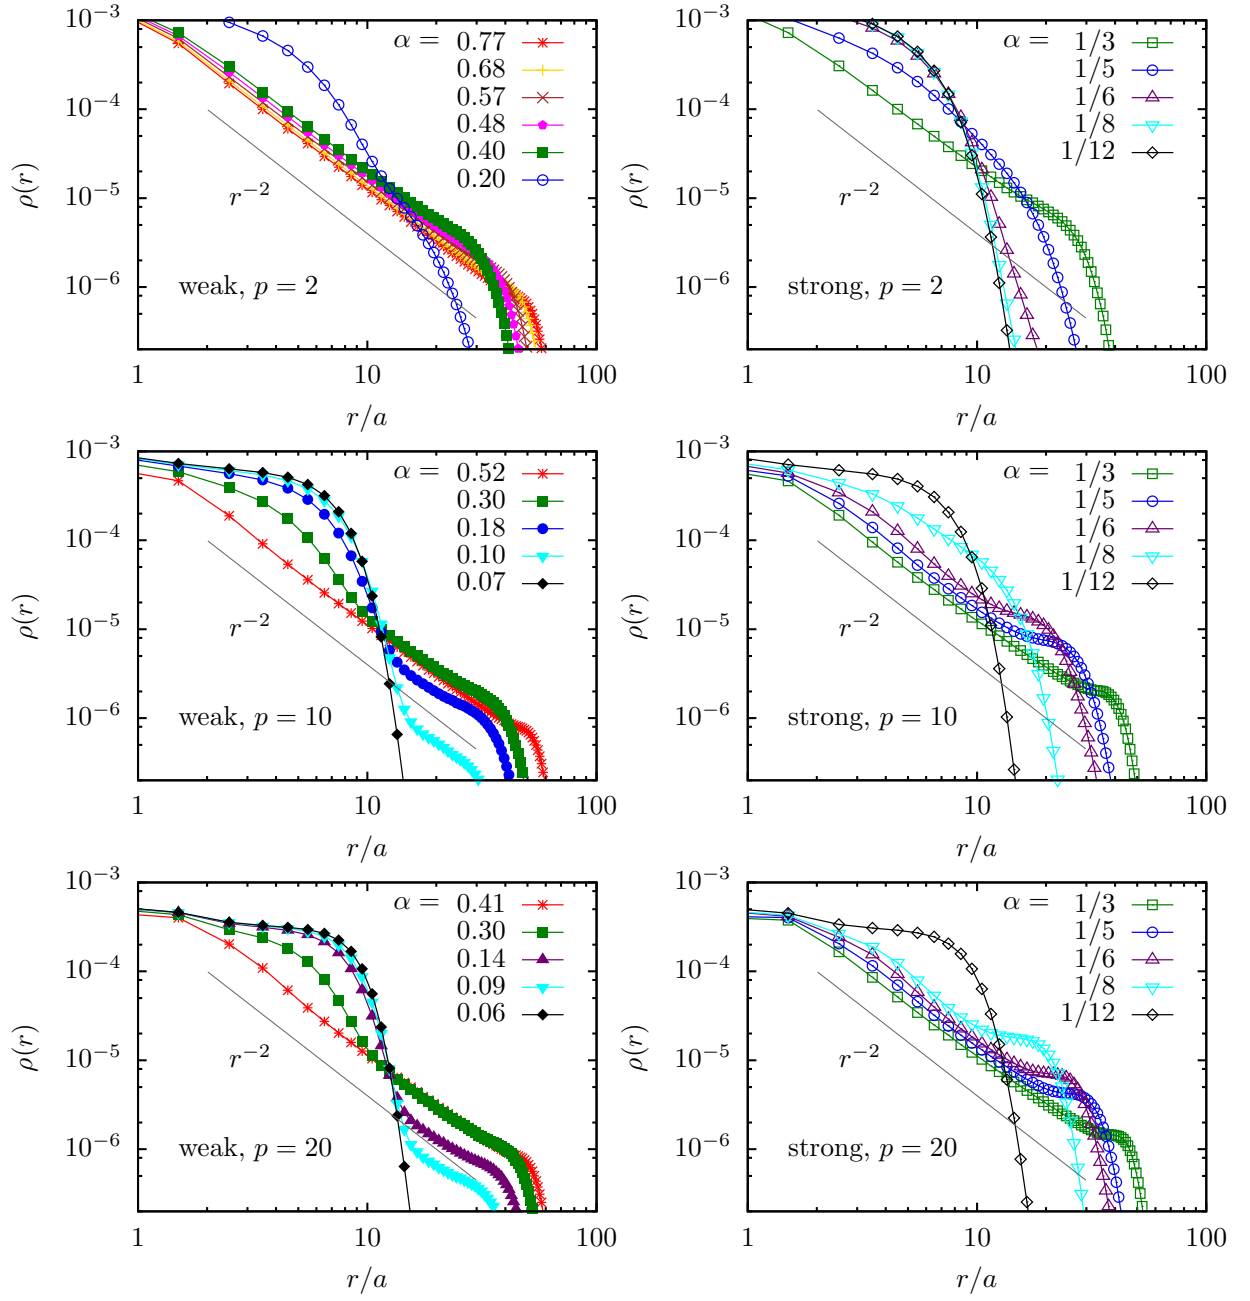 10⁻³
10⁻⁴
10⁻⁵
10⁻⁶
ρ(r)
α = 0.77
0.68
0.57
0.48
0.40
0.20
r⁻²
weak, p = 2
1 10 100
r/a
10⁻³
10⁻⁴
10⁻⁵
10⁻⁶
ρ(r)
α = 1/3
1/5
1/6
1/8
1/12
r⁻²
strong, p = 2
1 10 100
r/a
10⁻³
10⁻⁴
10⁻⁵
10⁻⁶
ρ(r)
α = 0.52
0.30
0.18
0.10
0.07
r⁻²
weak, p = 10
1 10 100
r/a
10⁻³
10⁻⁴
10⁻⁵
10⁻⁶
ρ(r)
α = 1/3
1/5
1/6
1/8
1/12
r⁻²
strong, p = 10
1 10 100
r/a
10⁻³
10⁻⁴
10⁻⁵
10⁻⁶
ρ(r)
α = 0.41
0.30
0.14
0.09
0.06
r⁻²
weak, p = 20
1 10 100
r/a
10⁻³
10⁻⁴
10⁻⁵
10⁻⁶
ρ(r)
α = 1/3
1/5
1/6
1/8
1/12
r⁻²
strong, p = 20
1 10 100
r/a